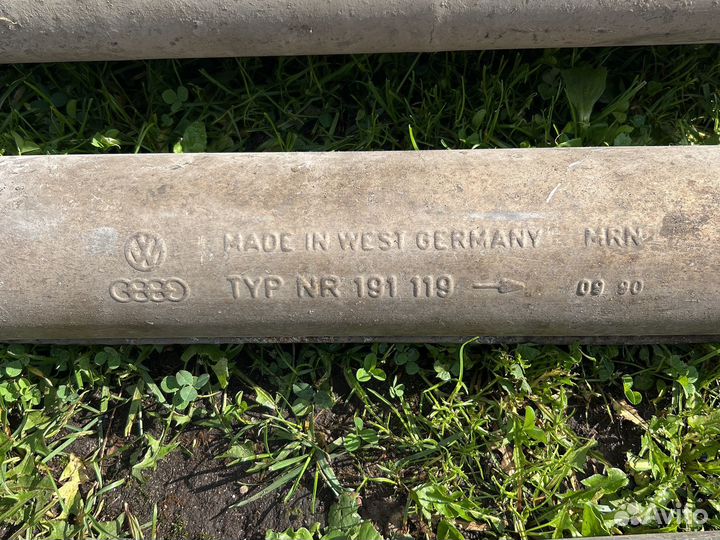 MADE IN WEST GERMANY MRN
TYP NR 191 119 → 09 90
Avito